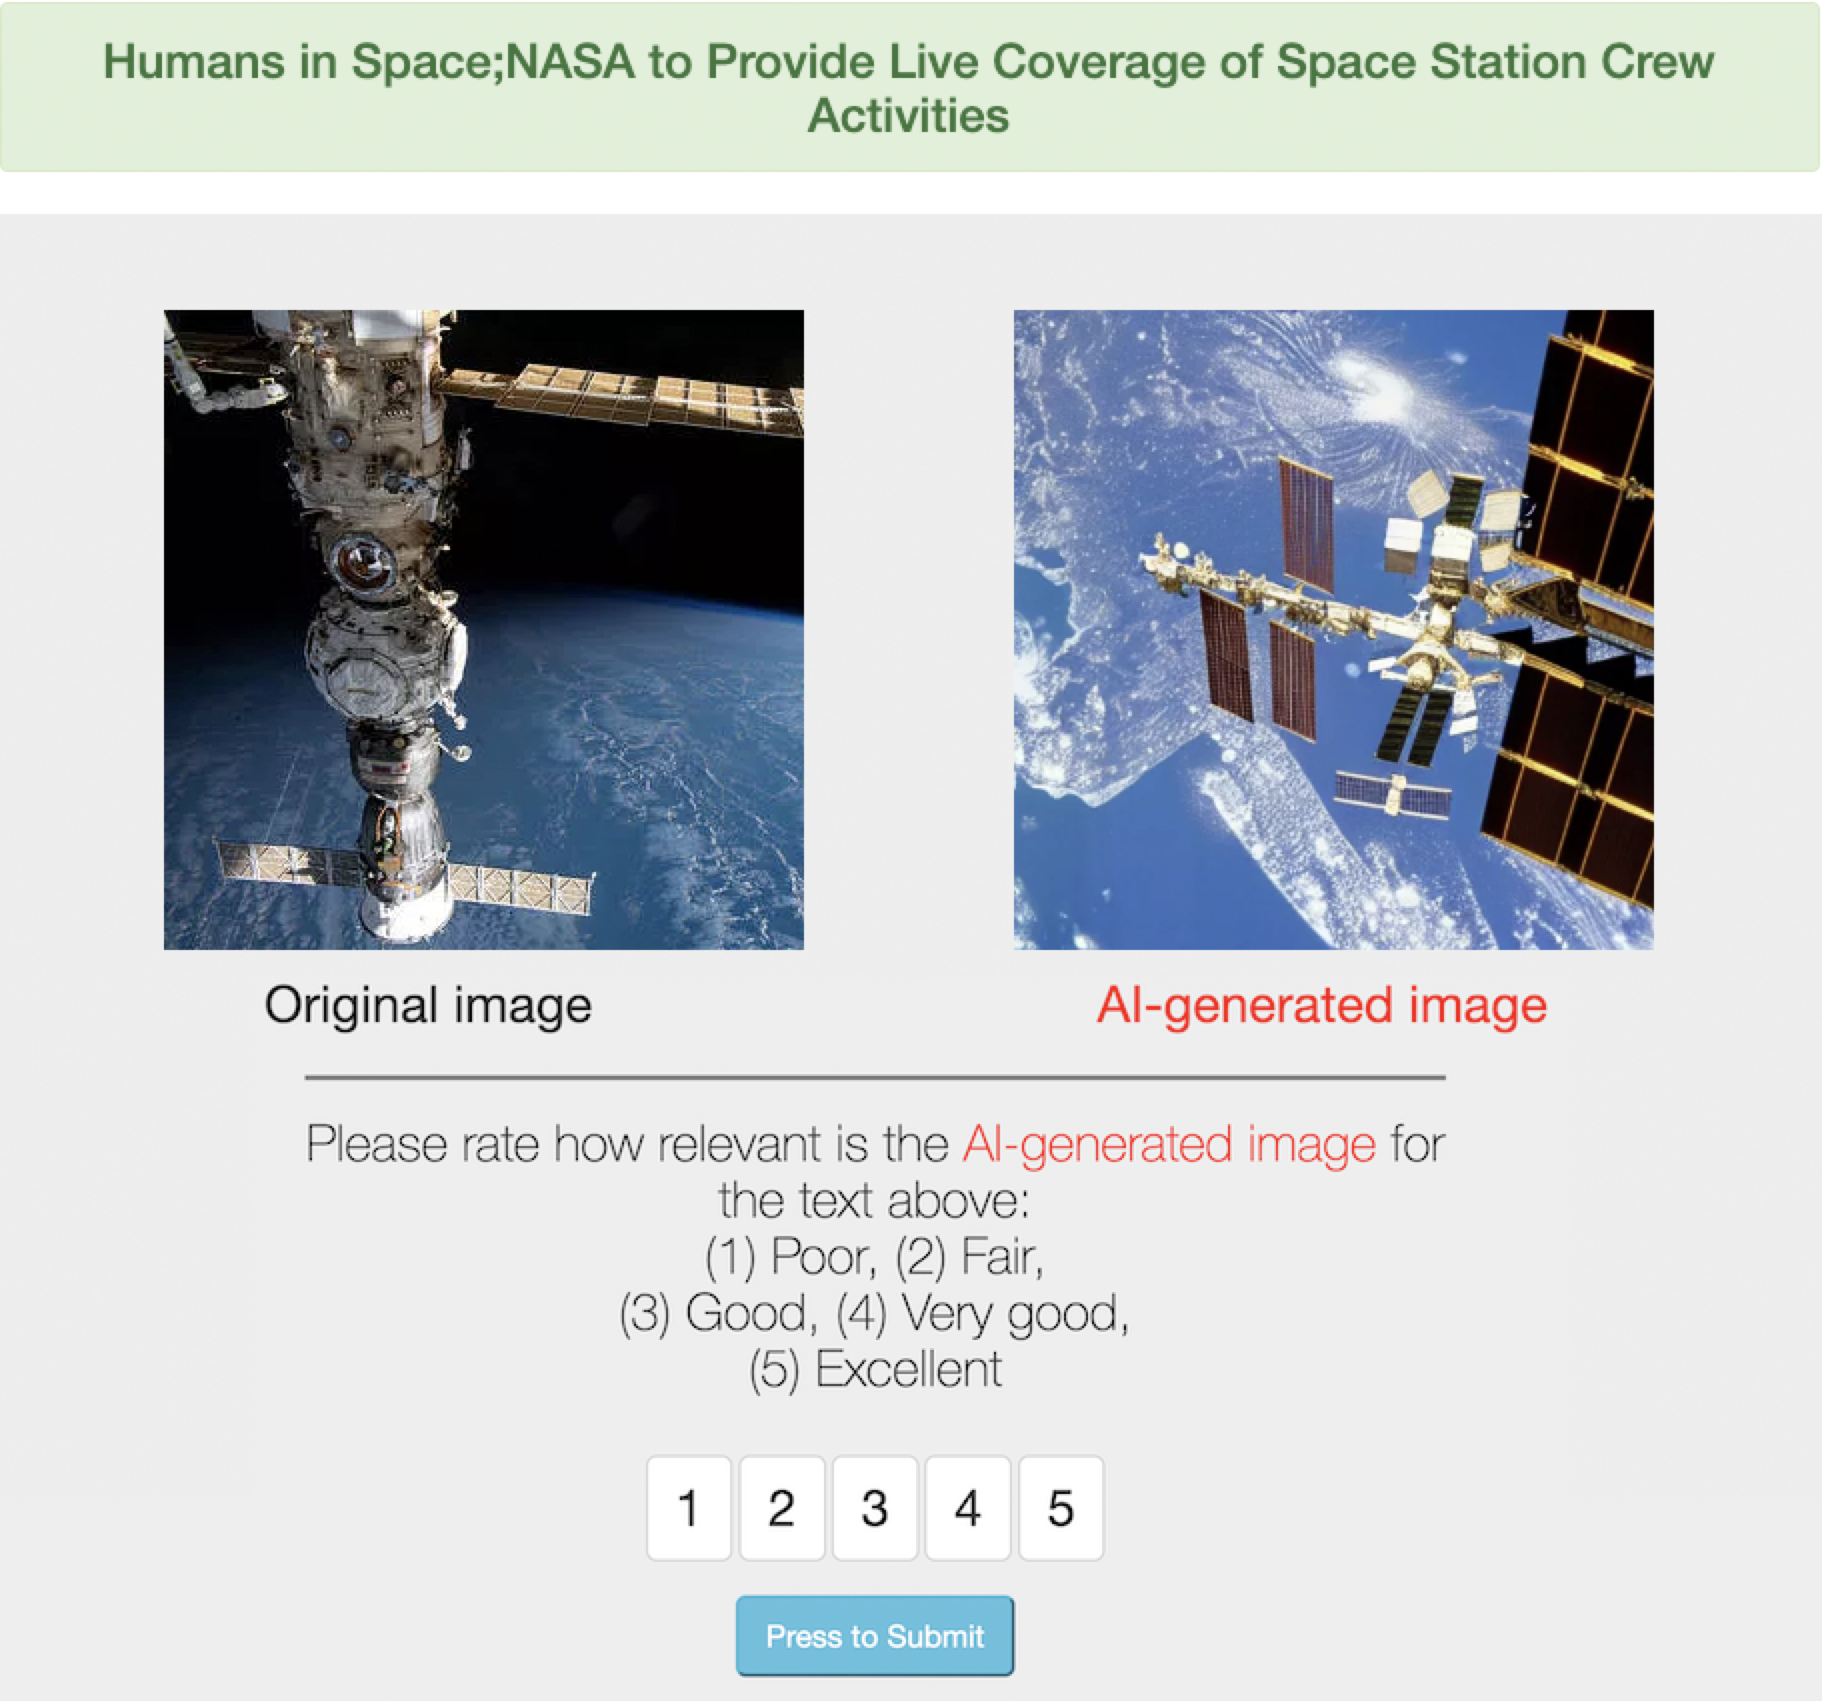 Humans in Space;NASA to Provide Live Coverage of Space Station Crew
Activities
Original image
AI-generated image
Please rate how relevant is the AI-generated image for
the text above:
(1) Poor, (2) Fair,
(3) Good, (4) Very good,
(5) Excellent
1 2 3 4 5
Press to Submit